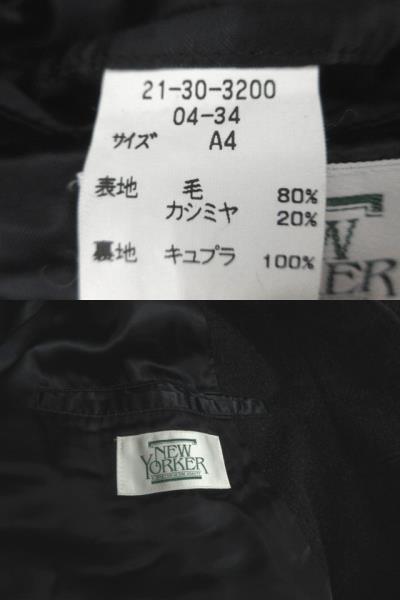 21-30-3200
04-34
サイズ A4
表地 毛 80%
カシミヤ 20%
裏地 キュプラ 100%
W
KER
NEW
YORKER